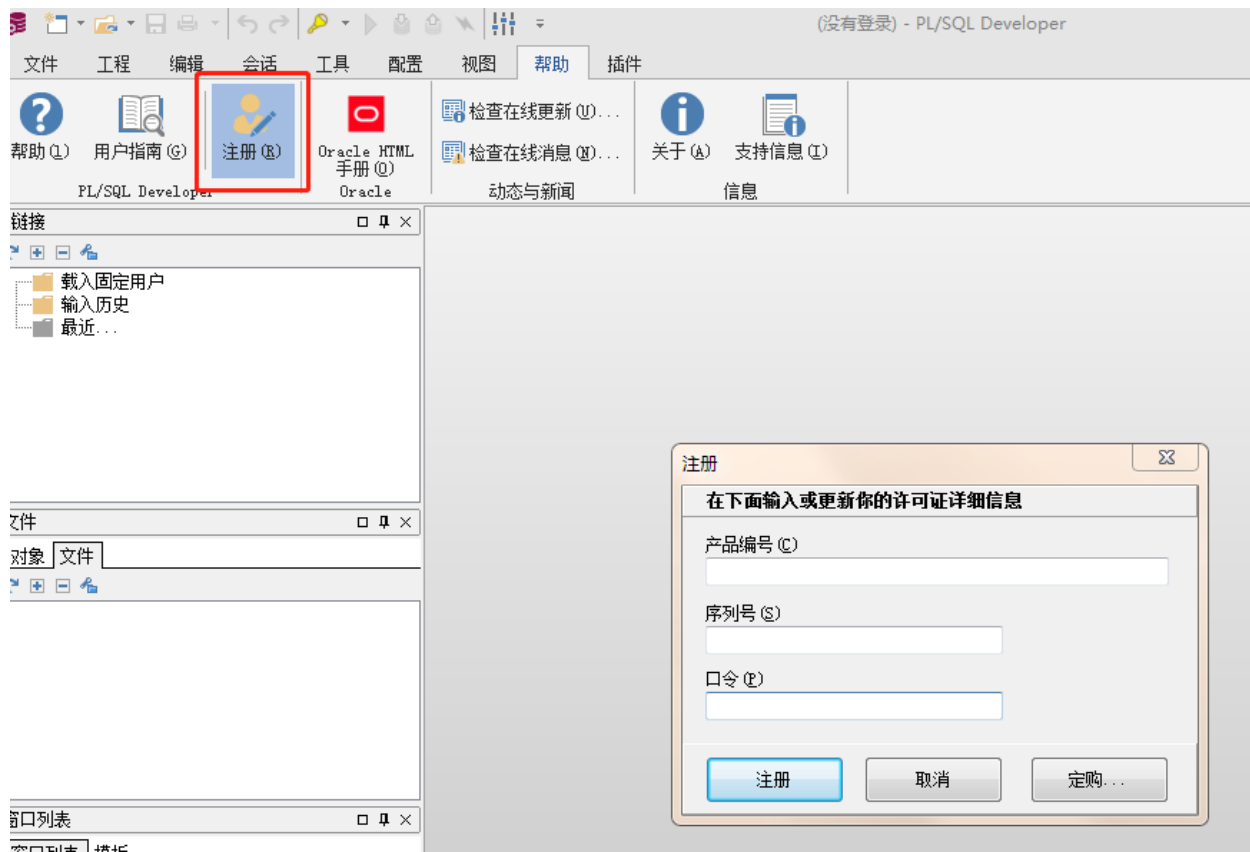 (没有登录) - PL/SQL Developer
文件 工程 编辑 会话 工具 配置 视图 帮助 插件
帮助(L) 用户指南(G) 注册(R) Oracle HTML 手册(O) 检查在线更新(U)... 关于(A) 支持信息(I)
检查在线消息(N)...
PL/SQL Developer Oracle 动态与新闻 信息
链接
载入固定用户
输入历史
最近...
文件
对象 文件
窗口列表
窗口列表 模板
注册
在下面输入或更新你的许可证详细信息
产品编号(C)
序列号(S)
口令(P)
注册 取消 定购...